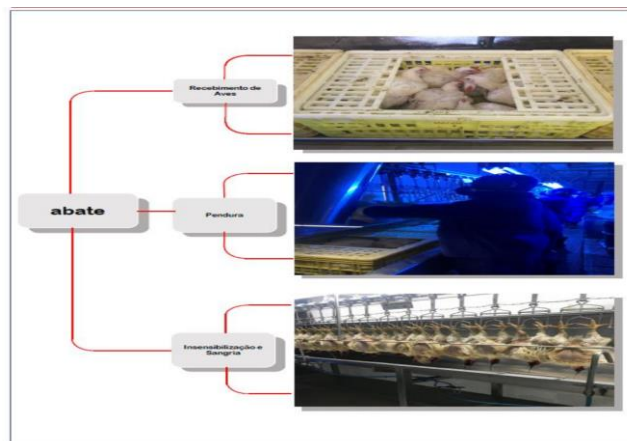 Recebimento de
Aves
abate
Pendura
Insensibilização e
Sangria